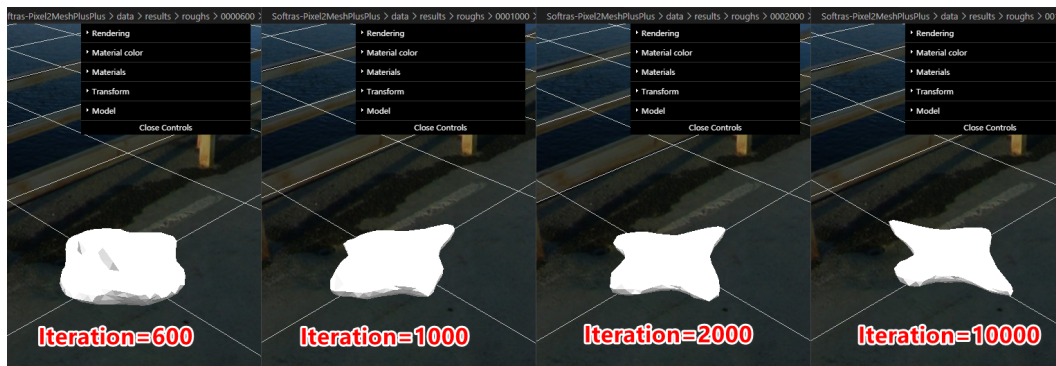 Softras-Pixel2MeshPlusPlus > data > results > roughs > 0000600 >
Rendering
Material color
Materials
Transform
Model
Close Controls
Iteration=600
Softras-Pixel2MeshPlusPlus > data > results > roughs > 0001000 >
Rendering
Material color
Materials
Transform
Model
Close Controls
Iteration=1000
Softras-Pixel2MeshPlusPlus > data > results > roughs > 0002000 >
Rendering
Material color
Materials
Transform
Model
Close Controls
Iteration=2000
Softras-Pixel2MeshPlusPlus > data > results > roughs > 00
Rendering
Material color
Materials
Transform
Model
Close Controls
Iteration=10000